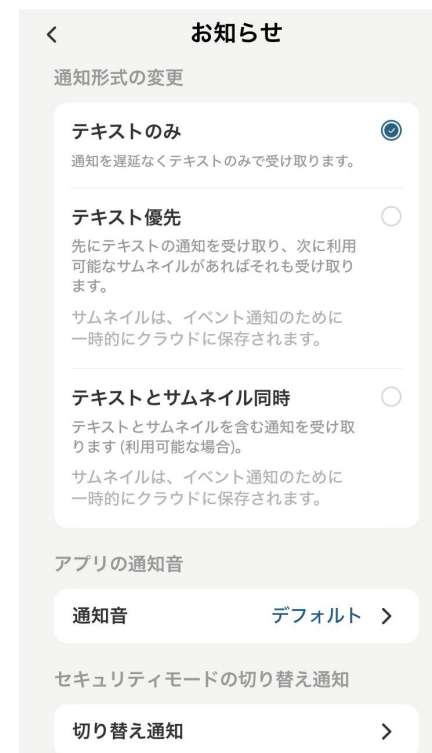 お知らせ
通知形式の変更
テキストのみ
通知を遅延なくテキストのみで受け取ります。
テキスト優先
先にテキストの通知を受け取り、次に利用
可能なサムネイルがあればそれも受け取り
ます。
サムネイルは、イベント通知のために
一時的にクラウドに保存されます。
テキストとサムネイル同時
テキストとサムネイルを含む通知を受け取
ります (利用可能な場合)。
サムネイルは、イベント通知のために
一時的にクラウドに保存されます。
アプリの通知音
通知音 デフォルト
セキュリティモードの切り替え通知
切り替え通知